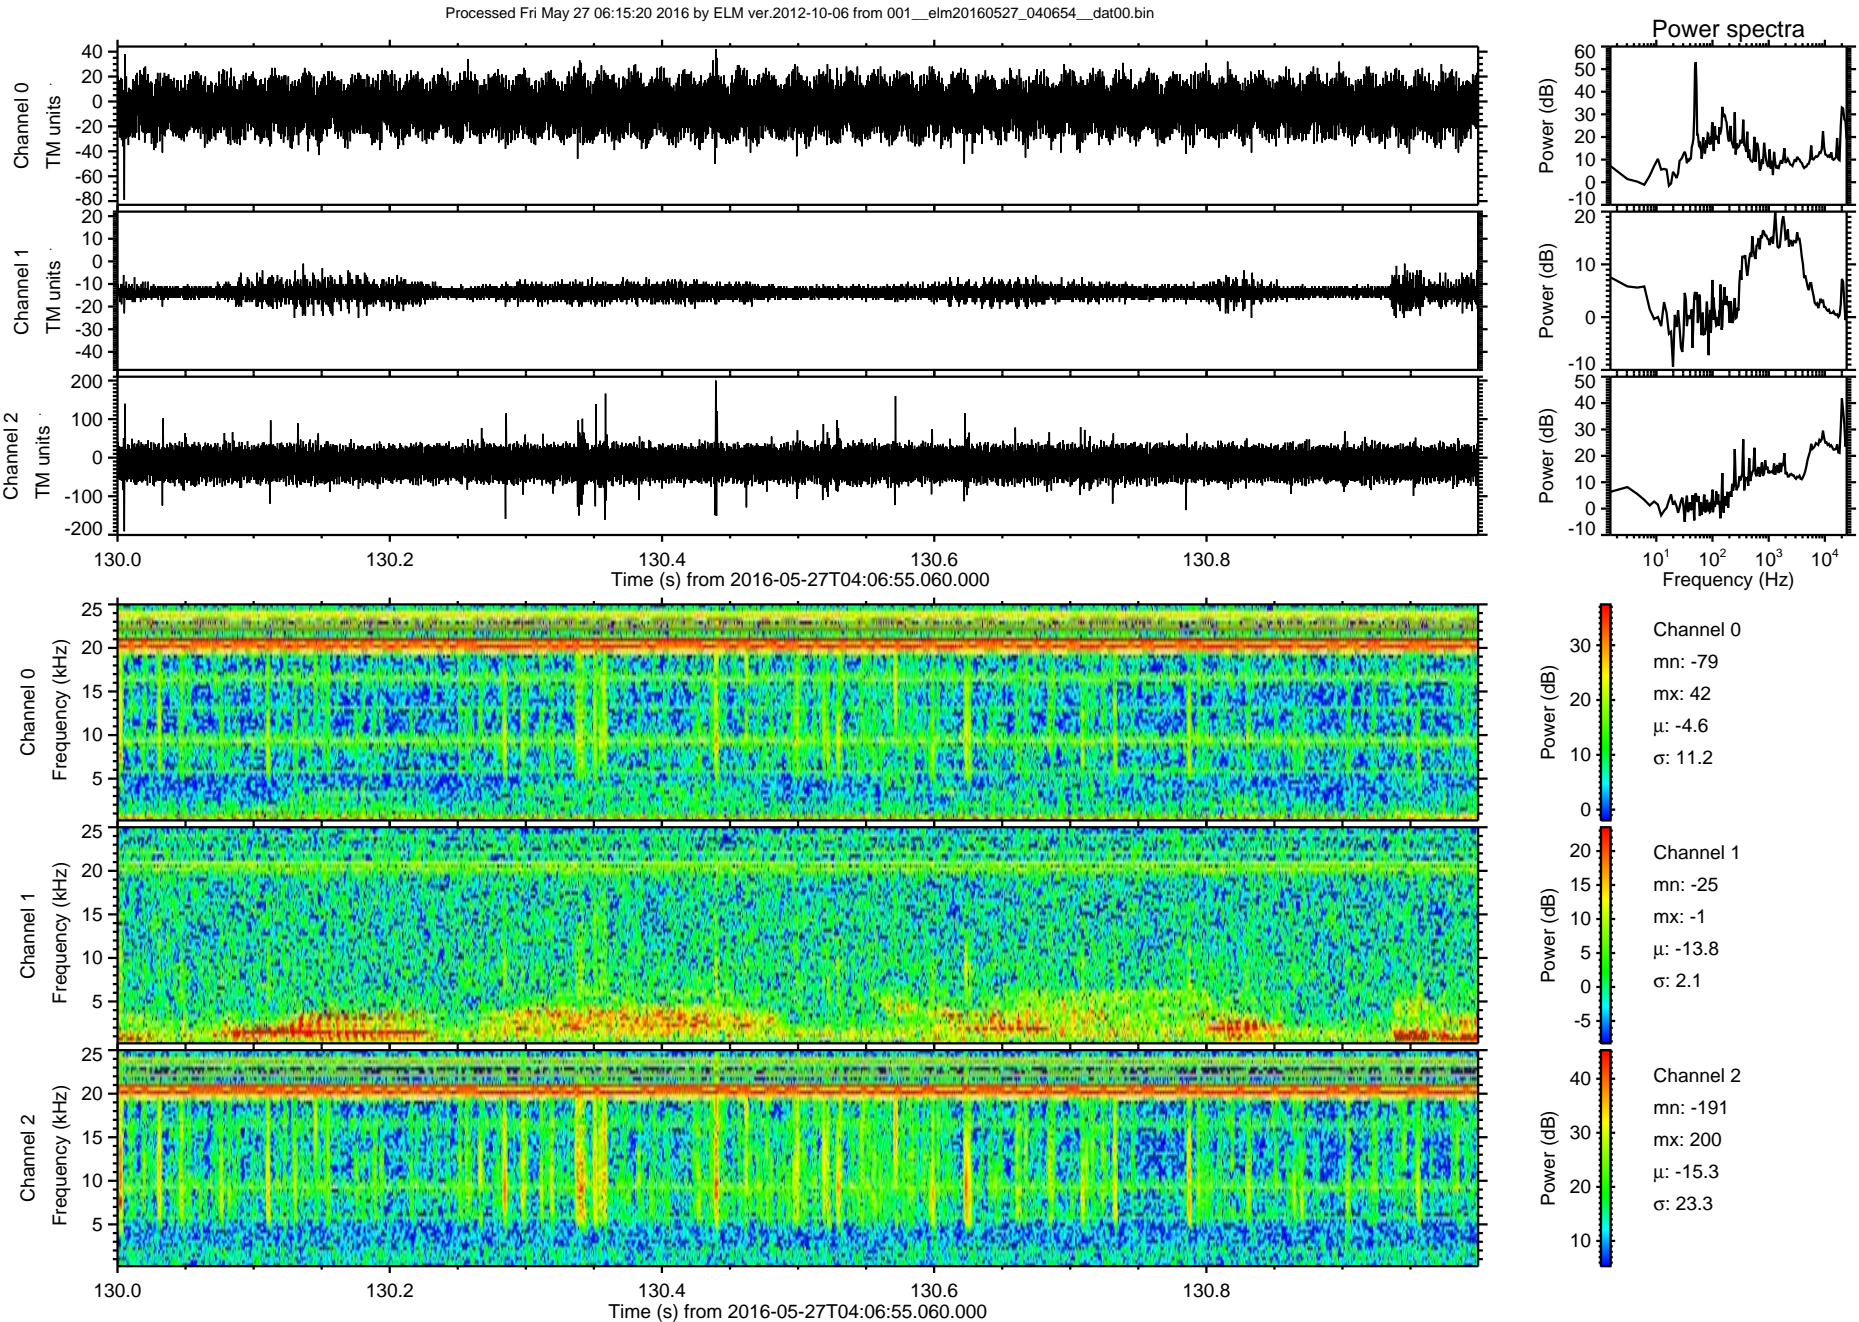 Processed Fri May 27 06:15:20 2016 by ELM ver.2012-10-06 from 001__elm20160527_040654__dat00.bin
Power spectra
Channel 0
TM units
40
20
0
-20
-40
-60
-80
Power (dB)
60
50
40
30
20
10
0
-10
Channel 1
TM units
20
10
0
-10
-20
-30
-40
Power (dB)
20
10
0
-10
Channel 2
TM units
200
100
0
-100
-200
Power (dB)
50
40
30
20
10
0
-10
130.0 130.2 130.4 130.6 130.8
Time (s) from 2016-05-27T04:06:55.060.000
10^1 10^2 10^3 10^4
Frequency (Hz)
Channel 0
Frequency (kHz)
25
20
15
10
5
Power (dB)
30
20
10
0
Channel 0
mn: -79
mx: 42
μ: -4.6
σ: 11.2
Channel 1
Frequency (kHz)
25
20
15
10
5
Power (dB)
20
15
10
5
0
-5
Channel 1
mn: -25
mx: -1
μ: -13.8
σ: 2.1
Channel 2
Frequency (kHz)
25
20
15
10
5
Power (dB)
40
30
20
10
Channel 2
mn: -191
mx: 200
μ: -15.3
σ: 23.3
130.0 130.2 130.4 130.6 130.8
Time (s) from 2016-05-27T04:06:55.060.000